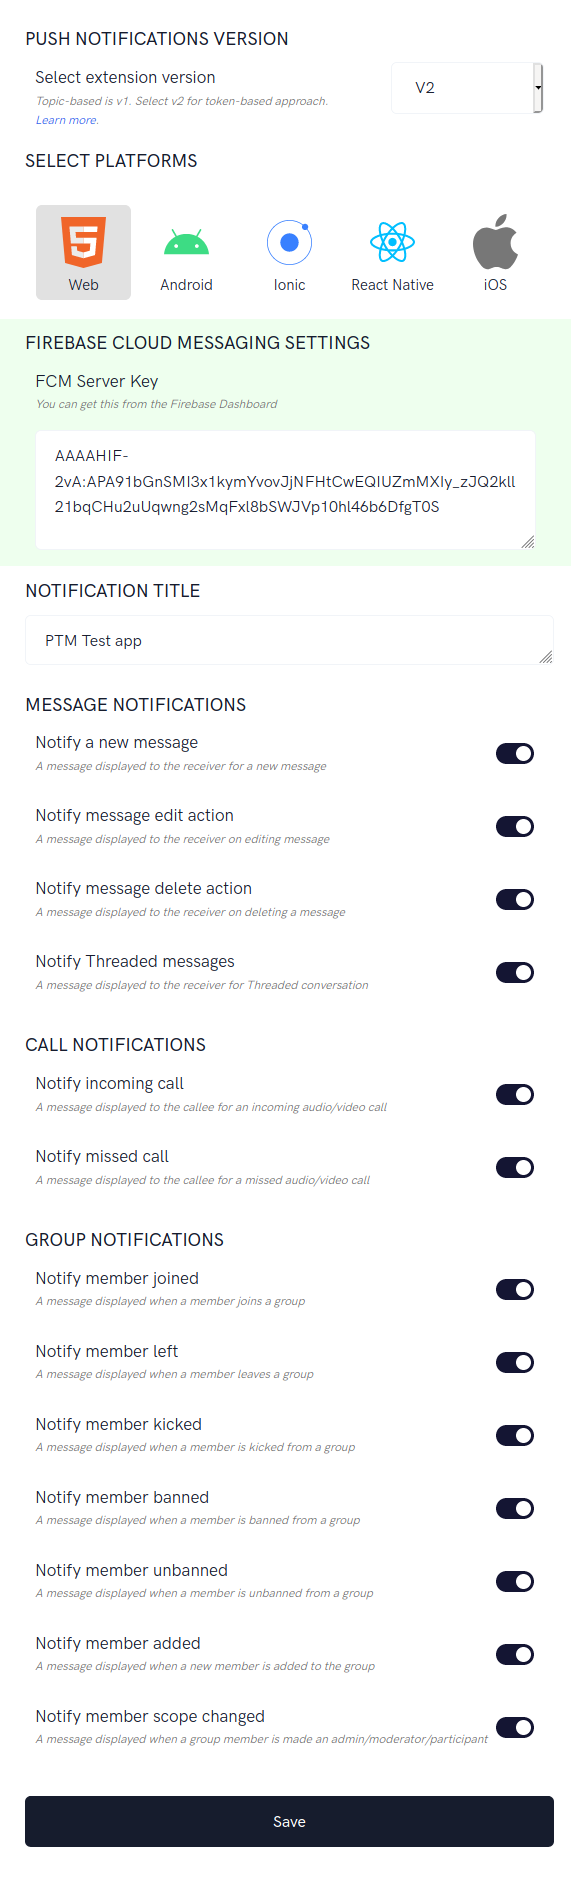 PUSH NOTIFICATIONS VERSION
Select extension version
Topic-based is v1. Select v2 for token-based approach.
Learn more.
V2
SELECT PLATFORMS
Web
Android
Ionic
React Native
iOS
FIREBASE CLOUD MESSAGING SETTINGS
FCM Server Key
You can get this from the Firebase Dashboard
AAAAHIF-
2vA:APA91bGnSMI3x1kymYvovJjNFHtCwEQIUZmMXIy_zJQ2kll
21bqCHu2uUqwng2sMqFxl8bSWJVp10hl46b6DfgT0S
NOTIFICATION TITLE
PTM Test app
MESSAGE NOTIFICATIONS
Notify a new message
A message displayed to the receiver for a new message
Notify message edit action
A message displayed to the receiver on editing message
Notify message delete action
A message displayed to the receiver on deleting a message
Notify Threaded messages
A message displayed to the receiver for Threaded conversation
CALL NOTIFICATIONS
Notify incoming call
A message displayed to the callee for an incoming audio/video call
Notify missed call
A message displayed to the callee for a missed audio/video call
GROUP NOTIFICATIONS
Notify member joined
A message displayed when a member joins a group
Notify member left
A message displayed when a member leaves a group
Notify member kicked
A message displayed when a member is kicked from a group
Notify member banned
A message displayed when a member is banned from a group
Notify member unbanned
A message displayed when a member is unbanned from a group
Notify member added
A message displayed when a new member is added to the group
Notify member scope changed
A message displayed when a group member is made an admin/moderator/participant
Save